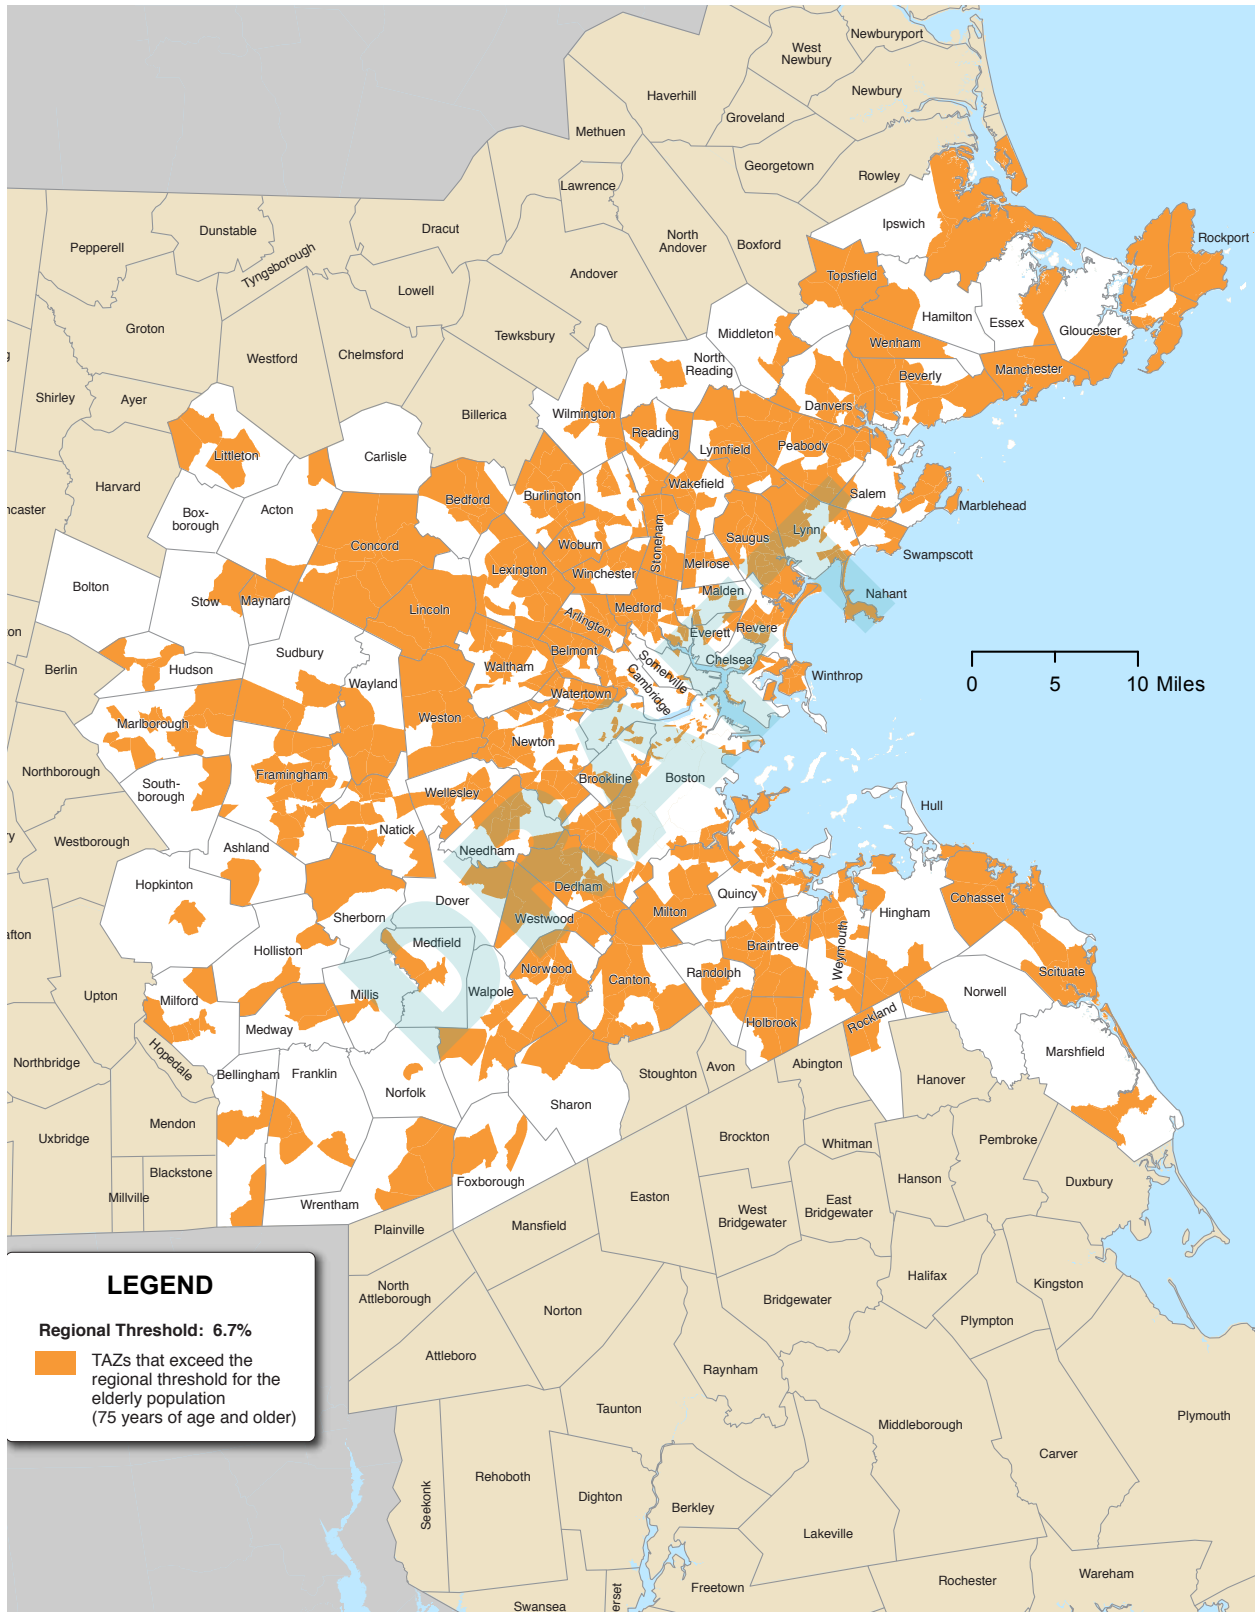 Newburyport
West
Newbury
Newbury
Haverhill
Groveland
Methuen
Georgetown
Rowley
Lawrence
Ipswich
Dracut
Dunstable
Pepperell
Tyngsborough
North
Andover
Boxford
Rockport
Andover
Topsfield
Lowell
Groton
Hamilton
Essex
Gloucester
Middleton
Tewksbury
Wenham
Westford
Chelmsford
North
Reading
Manchester
Beverly
Shirley
Ayer
Danvers
Billerica
Wilmington
Reading
Peabody
Lynnfield
Littleton
Carlisle
Harvard
Wakefield
Salem
Bedford
Burlington
Marblehead
ncaster
Acton
Box-
borough
Lynn
Saugus
Stoneham
Concord
Woburn
Swampscott
Lexington
Winchester
Melrose
Bolton
Malden
Nahant
Stow
Maynard
Lincoln
Medford
Arlington
Everett
Revere
on
Sudbury
Belmont
Chelsea
Berlin
Hudson
Waltham
Somerville
Winthrop
Wayland
Cambridge
Watertown
0 5 10 Miles
Marlborough
Weston
Newton
Northborough
Framingham
Brookline
Boston
South-
borough
Wellesley
Hull
Natick
Westborough
Ashland
Needham
Hopkinton
Dedham
Quincy
Dover
Cohasset
Milton
Hingham
Sherborn
Westwood
afton
Medfield
Braintree
Weymouth
Holliston
Norwood
Randolph
Scituate
Canton
Upton
Millis
Walpole
Norwell
Milford
Medway
Holbrook
Rockland
Marshfield
Hopedale
Northbridge
Bellingham
Franklin
Stoughton
Avon
Abington
Norfolk
Hanover
Sharon
Mendon
Uxbridge
Brockton
Whitman
Pembroke
Blackstone
Foxborough
Hanson
Duxbury
Millville
Wrentham
Easton
West
Bridgewater
East
Bridgewater
Plainville
Mansfield
Halifax
Kingston
North
Attleborough
Norton
Bridgewater
Plympton
Attleboro
Raynham
Taunton
Middleborough
Plymouth
Carver
Rehoboth
Seekonk
Dighton
Berkley
Lakeville
Freetown
Rochester
Wareham
Swansea
erset
LEGEND
Regional Threshold: 6.7%
TAZs that exceed the
regional threshold for the
elderly population
(75 years of age and older)
DRAFT